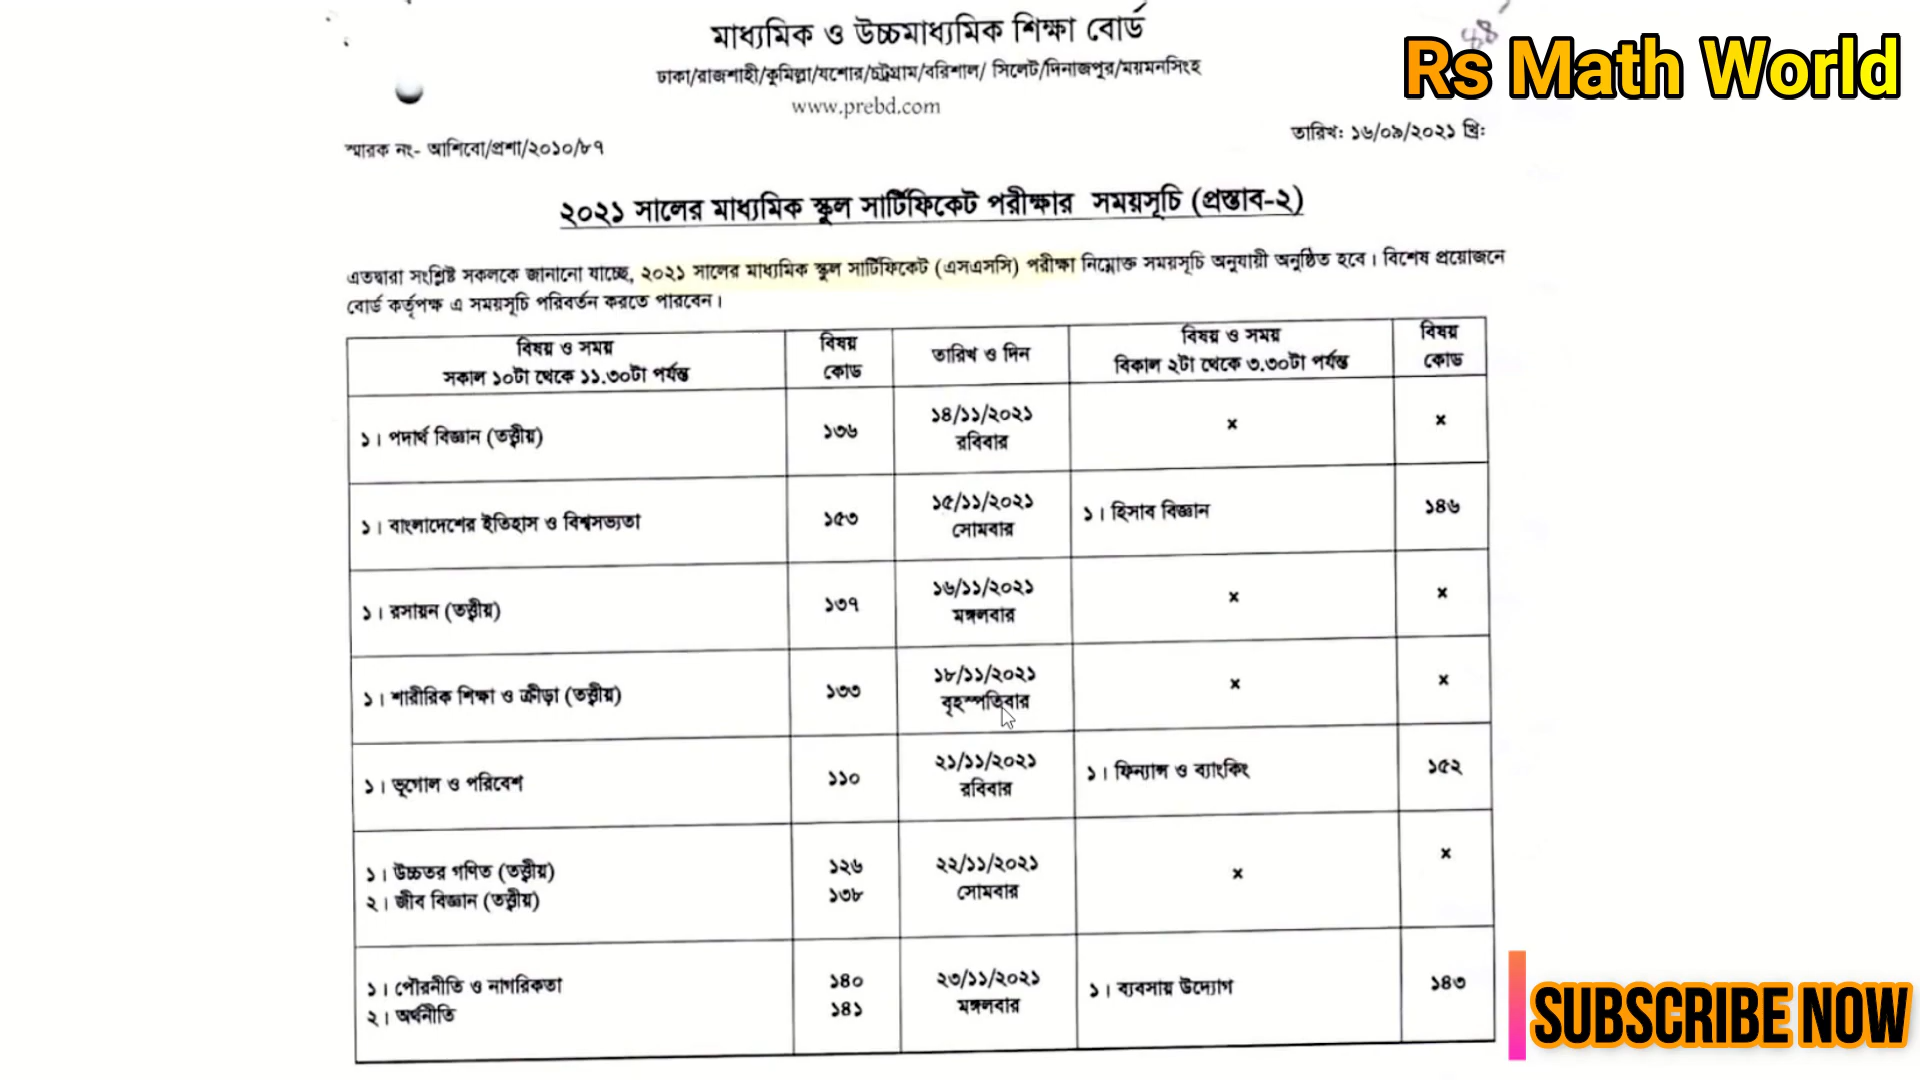 মাধ্যমিক ও উচ্চমাধ্যমিক শিক্ষা বোর্ড
ঢাকা/রাজশাহী/কুমিল্লা/যশোর/চট্টগ্রাম/বরিশাল/ সিলেট/দিনাজপুর/ময়মনসিংহ
www.prebd.com
Rs Math World
তারিখ: ১৬/০৯/২০২১ খ্রি:
স্মারক নং- আশিবো/প্রশা/২০১০/৮৭
২০২১ সালের মাধ্যমিক স্কুল সার্টিফিকেট পরীক্ষার সময়সূচি (প্রস্তাব-২)
এতদ্বারা সংশ্লিষ্ট সকলকে জানানো যাচ্ছে, ২০২১ সালের মাধ্যমিক স্কুল সার্টিফিকেট (এসএসসি) পরীক্ষা নিম্নোক্ত সময়সূচি অনুযায়ী অনুষ্ঠিত হবে। বিশেষ প্রয়োজনে
বোর্ড কর্তৃপক্ষ এ সময়সূচি পরিবর্তন করতে পারবেন।
বিষয় ও সময়
সকাল ১০টা থেকে ১১.৩০টা পর্যন্ত
বিষয়
কোড
তারিখ ও দিন
বিষয় ও সময়
বিকাল ২টা থেকে ৩.৩০টা পর্যন্ত
বিষয়
কোড
১। পদার্থ বিজ্ঞান (তত্ত্বীয়)
১৩৬
১৪/১১/২০২১
রবিবার
×
×
১। বাংলাদেশের ইতিহাস ও বিশ্বসভ্যতা
১৫৩
১৫/১১/২০২১
সোমবার
১। হিসাব বিজ্ঞান
১৪৬
১। রসায়ন (তত্ত্বীয়)
১৩৭
১৬/১১/২০২১
মঙ্গলবার
×
×
১। শারীরিক শিক্ষা ও ক্রীড়া (তত্ত্বীয়)
১৩৩
১৮/১১/২০২১
বৃহস্পতিবার
×
×
১। ভূগোল ও পরিবেশ
১১০
২১/১১/২০২১
রবিবার
১। ফিন্যান্স ও ব্যাংকিং
১৫২
১। উচ্চতর গণিত (তত্ত্বীয়)
২। জীব বিজ্ঞান (তত্ত্বীয়)
১২৬
১৩৮
২২/১১/২০২১
সোমবার
×
×
১। পৌরনীতি ও নাগরিকতা
২। অর্থনীতি
১৪০
১৪১
২৩/১১/২০২১
মঙ্গলবার
১। ব্যবসায় উদ্যোগ
১৪৩
SUBSCRIBE NOW